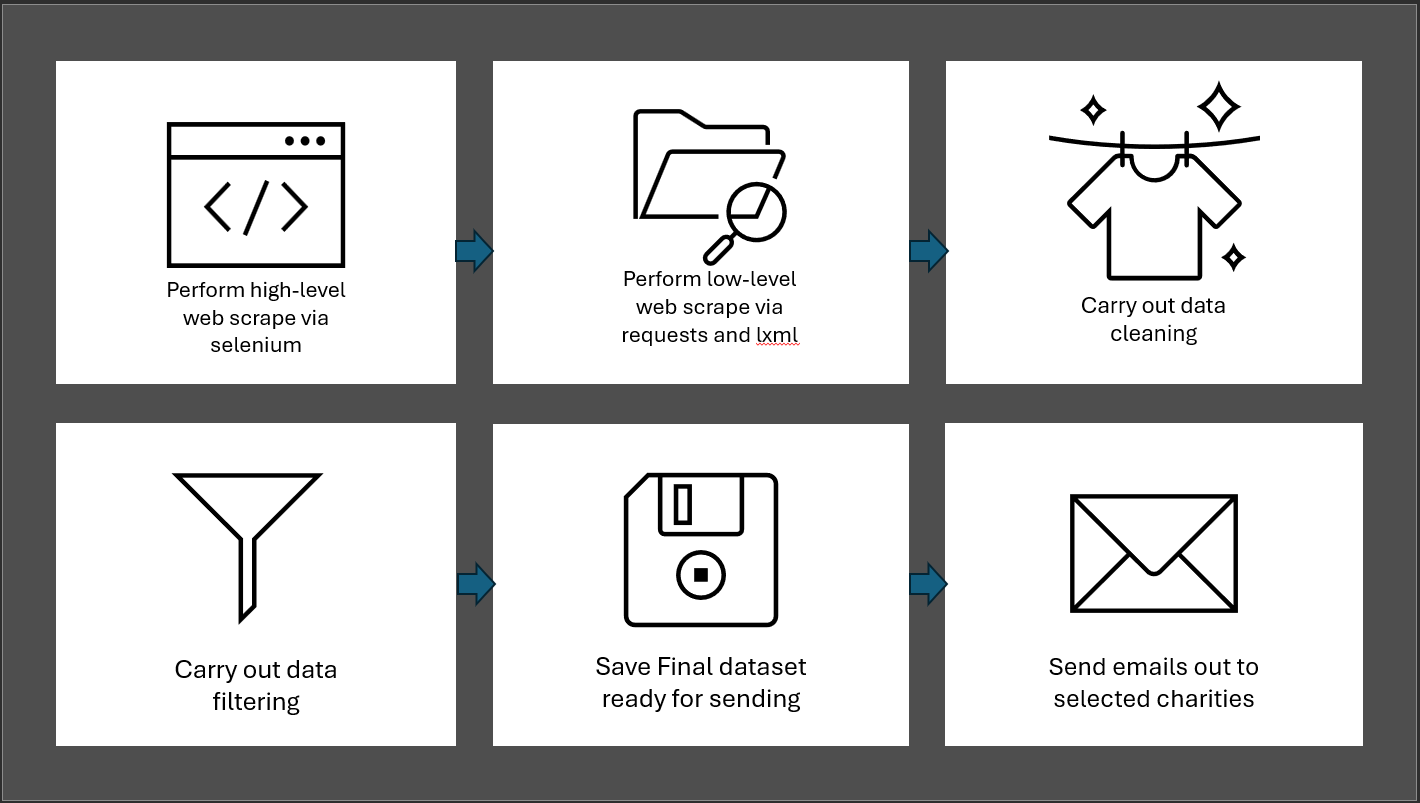 Perform high-level
web scrape via
selenium
Perform low-level
web scrape via
requests and lxml
Carry out data
cleaning
Carry out data
filtering
Save Final dataset
ready for sending
Send emails out to
selected charities